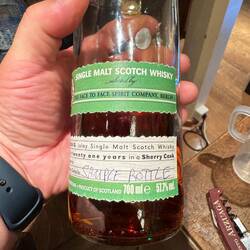 SINGLE MALT SCOTCH WHISKY
FACE TO FACE SPIRIT COMPANY,
Islay Single Malt Scotch Whisky
twenty one years in a Sherry Cask
SAMPLE BOTTLE
PRODUCT OF SCOTLAND 700 ml e 57.7%